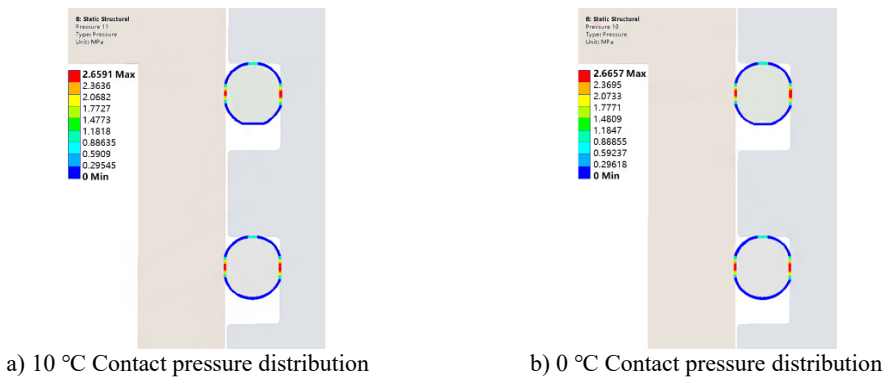 B: Static Structural
Pressure 11
Type: Pressure
Unit: MPa
2.6591 Max
2.3636
2.0682
1.7727
1.4773
1.1818
0.88635
0.5909
0.29545
0 Min
a) 10 ℃ Contact pressure distribution
B: Static Structural
Pressure 10
Type: Pressure
Unit: MPa
2.6657 Max
2.3695
2.0733
1.7771
1.4809
1.1847
0.88855
0.59237
0.29618
0 Min
b) 0 ℃ Contact pressure distribution